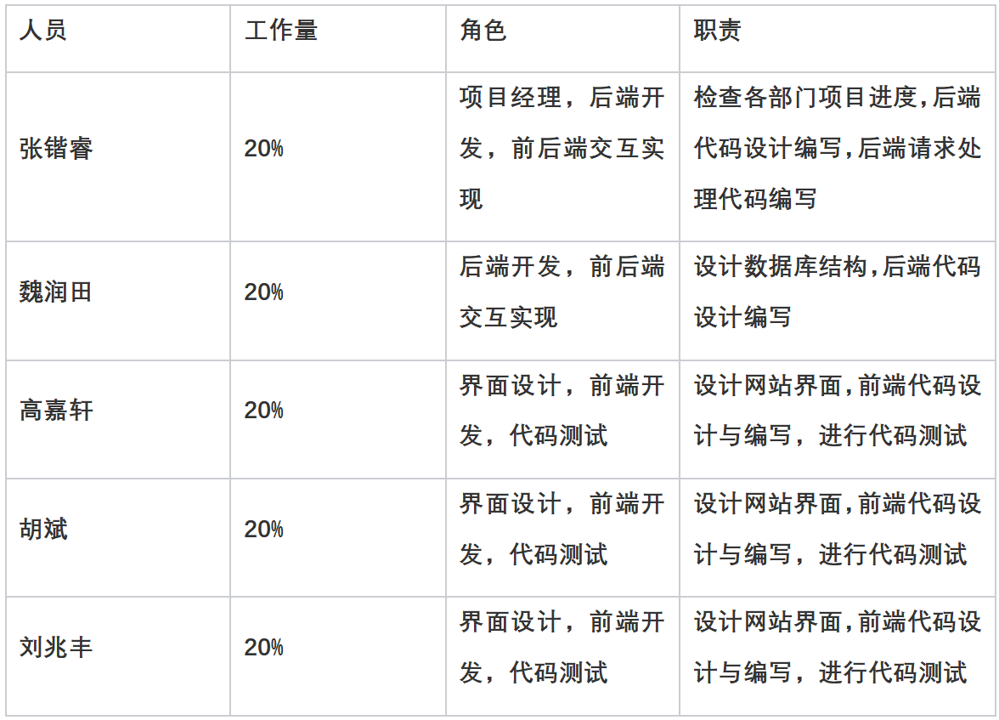 人员
工作量
角色
职责
张锴睿
20%
项目经理，后端开
发，前后端交互实
现
检查各部门项目进度,后端
代码设计编写,后端请求处
理代码编写
魏润田
20%
后端开发，前后端
交互实现
设计数据库结构,后端代码
设计编写
高嘉轩
20%
界面设计，前端开
发，代码测试
设计网站界面,前端代码设
计与编写，进行代码测试
胡斌
20%
界面设计，前端开
发，代码测试
设计网站界面,前端代码设
计与编写，进行代码测试
刘兆丰
20%
界面设计，前端开
发，代码测试
设计网站界面,前端代码设
计与编写，进行代码测试